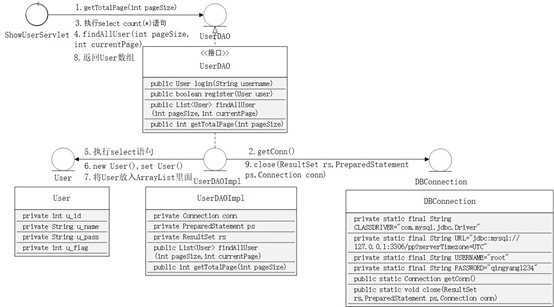 1. getTotalPage(int pageSize)
3. 执行select count(*)语句
4. findAllUser(int pageSize,
int currentPage)
8. 返回User数组
ShowUserServlet
UserDAO
<<接口>>
UserDAO
public User login(String username)
public boolean register(User user)
public List<User> findAllUser
(int pageSize, int currentPage)
public int getTotalPage(int pageSize)
5. 执行select语句
6. new User(), set User()
7. 将User放入ArrayList里面
2. getConn()
9. close(ResultSet rs, PreparedStatement
ps, Connection conn)
User
UserDAOImpl
DBConnection
User
private int u_id
private String u_name
private String u_pass
private int u_flag
UserDAOImpl
private Connection conn
private PreparedStatement ps
private ResultSet rs
public List<User> findAllUser
(int pageSize, int currentPage)
public int getTotalPage(int pageSize)
DBConnection
private static final String
CLASSDRIVER="com.mysql.jdbc.Driver"
private static final String URL="jdbc:mysql://
127.0.0.1:3306/pp?serverTimezone=UTC"
private static final String USERNAME="root"
private static final String PASSWORD="qingyang1234"
public static Connection getConn()
public static void close(ResultSet
rs, PreparedStatement ps, Connection conn)